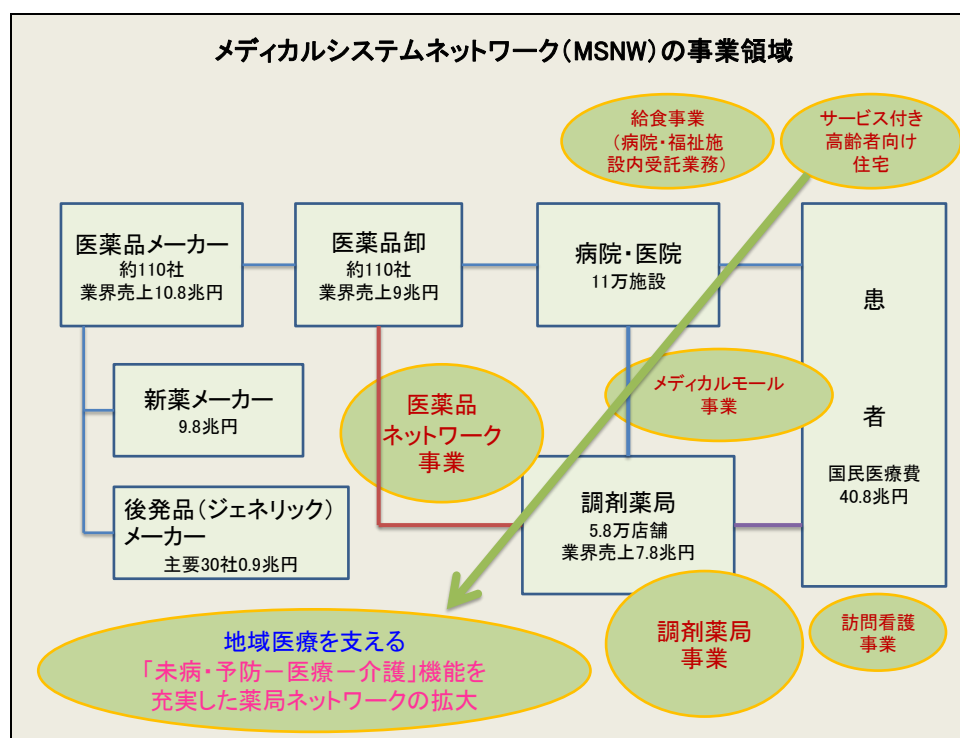 メディカルシステムネットワーク(MSNW)の事業領域
給食事業
(病院・福祉施
設内受託業務)
サービス付き
高齢者向け
住宅
医薬品メーカー
約110社
業界売上10.8兆円
医薬品卸
約110社
業界売上9兆円
病院・医院
11万施設
患
者
国民医療費
40.8兆円
新薬メーカー
9.8兆円
医薬品
ネットワーク
事業
メディカルモール
事業
後発品(ジェネリック)
メーカー
主要30社0.9兆円
調剤薬局
5.8万店舗
業界売上7.8兆円
調剤薬局
事業
訪問看護
事業
地域医療を支える
「未病・予防－医療－介護」機能を
充実した薬局ネットワークの拡大